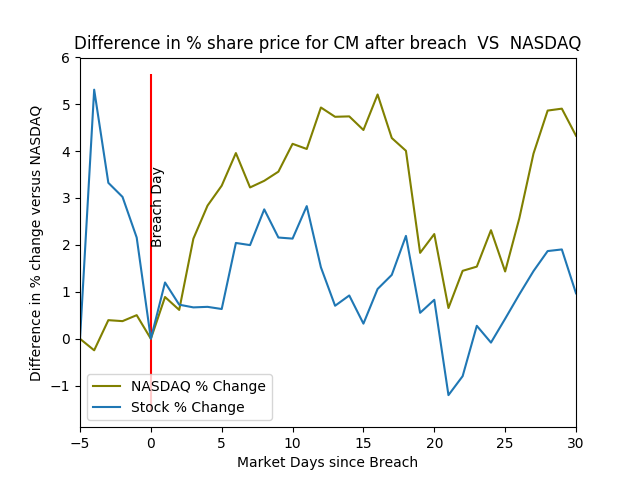 Difference in % share price for CM after breach  VS  NASDAQ
6
5
4
3
2
1
0
−1
Difference in % change versus NASDAQ
Breach Day
NASDAQ % Change
Stock % Change
−5 0 5 10 15 20 25 30
Market Days since Breach